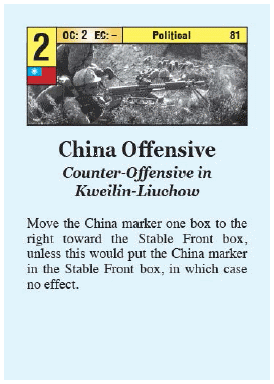 2 OC: 2 EC: – Political 81
China Offensive
Counter-Offensive in
Kweilin-Liuchow
Move the China marker one box to the
right toward the Stable Front box,
unless this would put the China marker
in the Stable Front box, in which case
no effect.